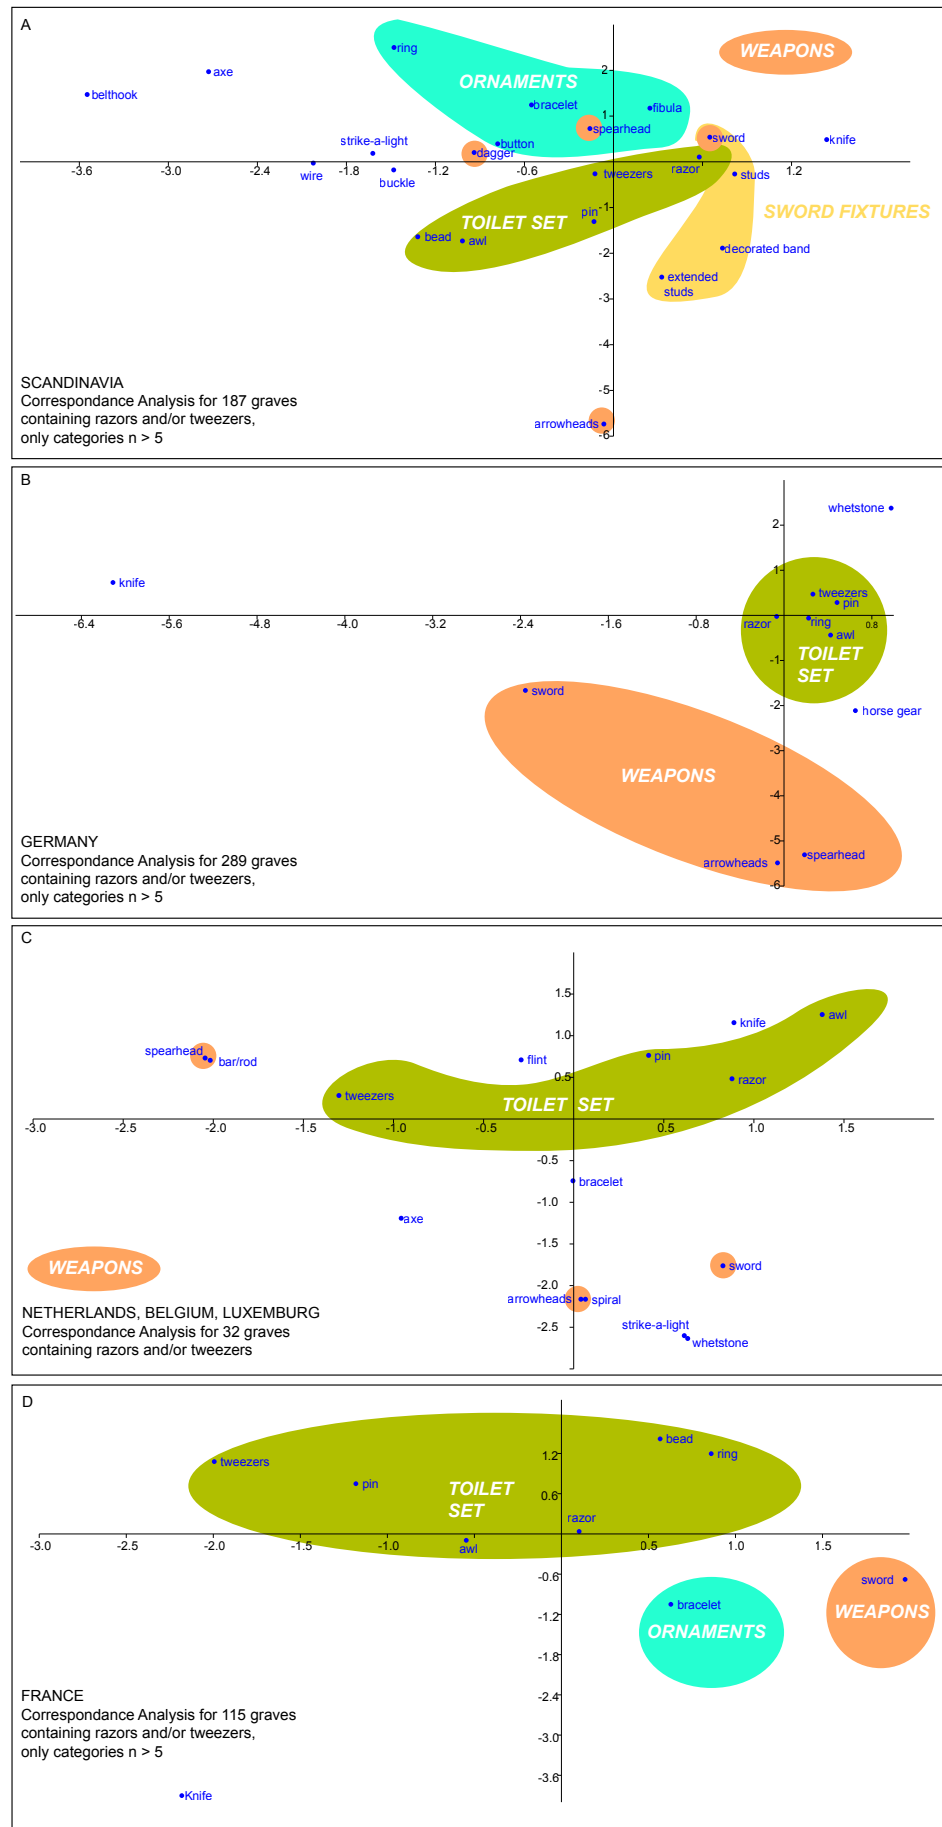 A
ring
WEAPONS
axe
ORNAMENTS
belthook
bracelet
fibula
2
1
spearhead
strike-a-light
button
dagger
sword
knife
-3.6
-3.0
-2.4
wire
-1.8
buckle
-1.2
-0.6
tweezers
razor
studs
1.2
-1
pin
TOILET SET
SWORD FIXTURES
bead
awl
-2
decorated band
extended
studs
-3
-4
-5
arrowheads
-6
SCANDINAVIA
Correspondance Analysis for 187 graves
containing razors and/or tweezers,
only categories n > 5
B
whetstone
2
1
knife
tweezers
pin
-6.4
-5.6
-4.8
-4.0
-3.2
-2.4
-1.6
-0.8
razor
ring
0.8
awl
-1
TOILET
SET
sword
-2
horse gear
-3
WEAPONS
-4
-5
spearhead
arrowheads
-6
GERMANY
Correspondance Analysis for 289 graves
containing razors and/or tweezers,
only categories n > 5
C
1.5
awl
knife
1.0
spearhead
bar/rod
flint
pin
0.5
razor
tweezers
TOILET SET
-3.0
-2.5
-2.0
-1.5
-1.0
-0.5
0.5
1.0
1.5
-0.5
bracelet
-1.0
axe
-1.5
WEAPONS
sword
-2.0
arrowheads
spiral
-2.5
strike-a-light
whetstone
NETHERLANDS, BELGIUM, LUXEMBURG
Correspondance Analysis for 32 graves
containing razors and/or tweezers
D
bead
ring
1.2
tweezers
pin
TOILET
SET
0.6
razor
-3.0
-2.5
-2.0
-1.5
-1.0
awl
0.5
1.0
1.5
-0.6
sword
bracelet
WEAPONS
-1.2
ORNAMENTS
-1.8
-2.4
-3.0
-3.6
FRANCE
Correspondance Analysis for 115 graves
containing razors and/or tweezers,
only categories n > 5
Knife